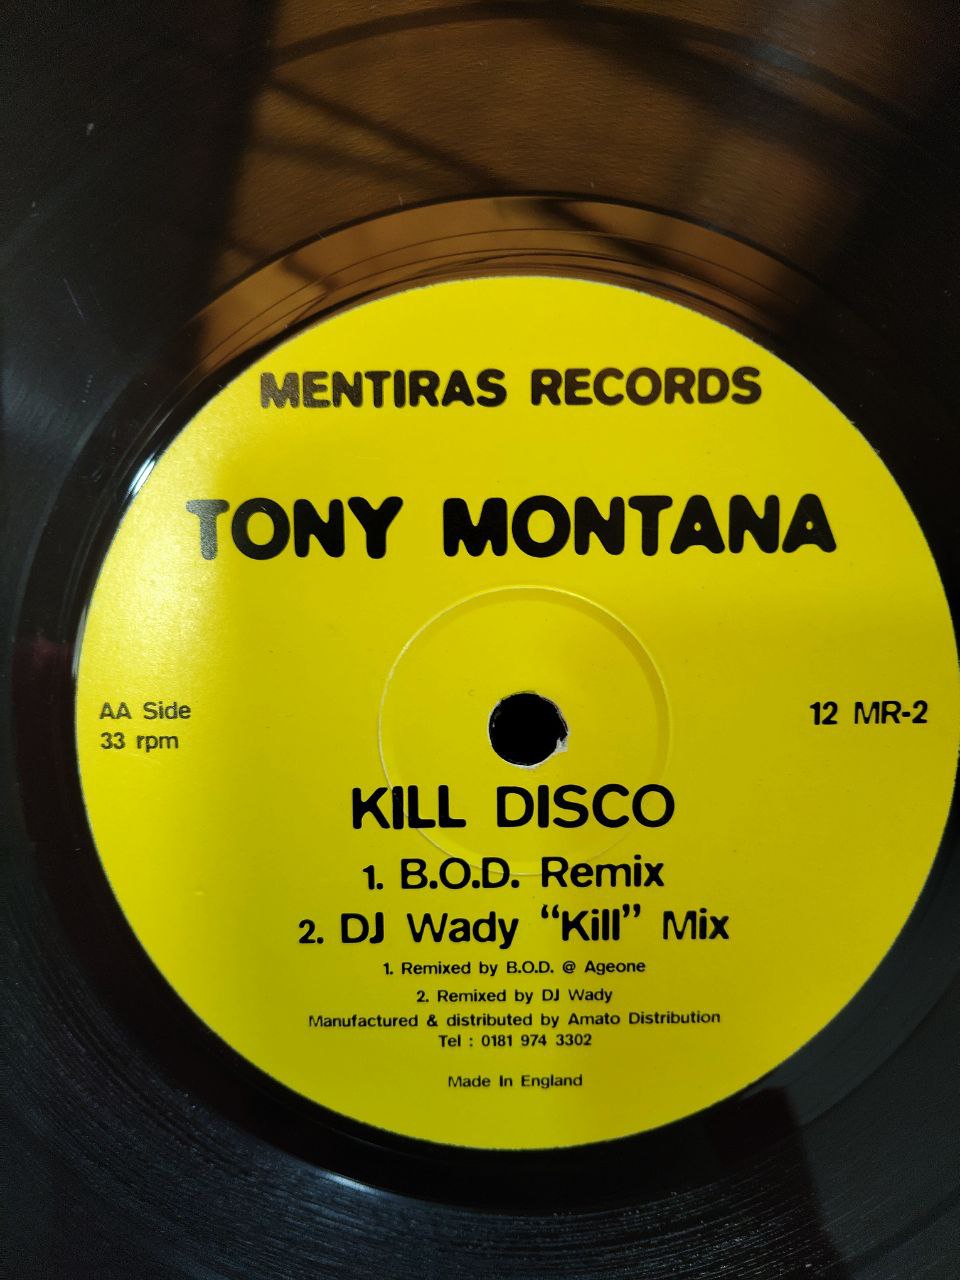 MENTIRAS RECORDS
TONY MONTANA
AA Side
33 rpm
12 MR-2
KILL DISCO
1. B.O.D. Remix
2. DJ Wady “Kill” Mix
1. Remixed by B.O.D. @ Ageone
2. Remixed by DJ Wady
Manufactured & distributed by Amato Distribution
Tel : 0181 974 3302
Made In England